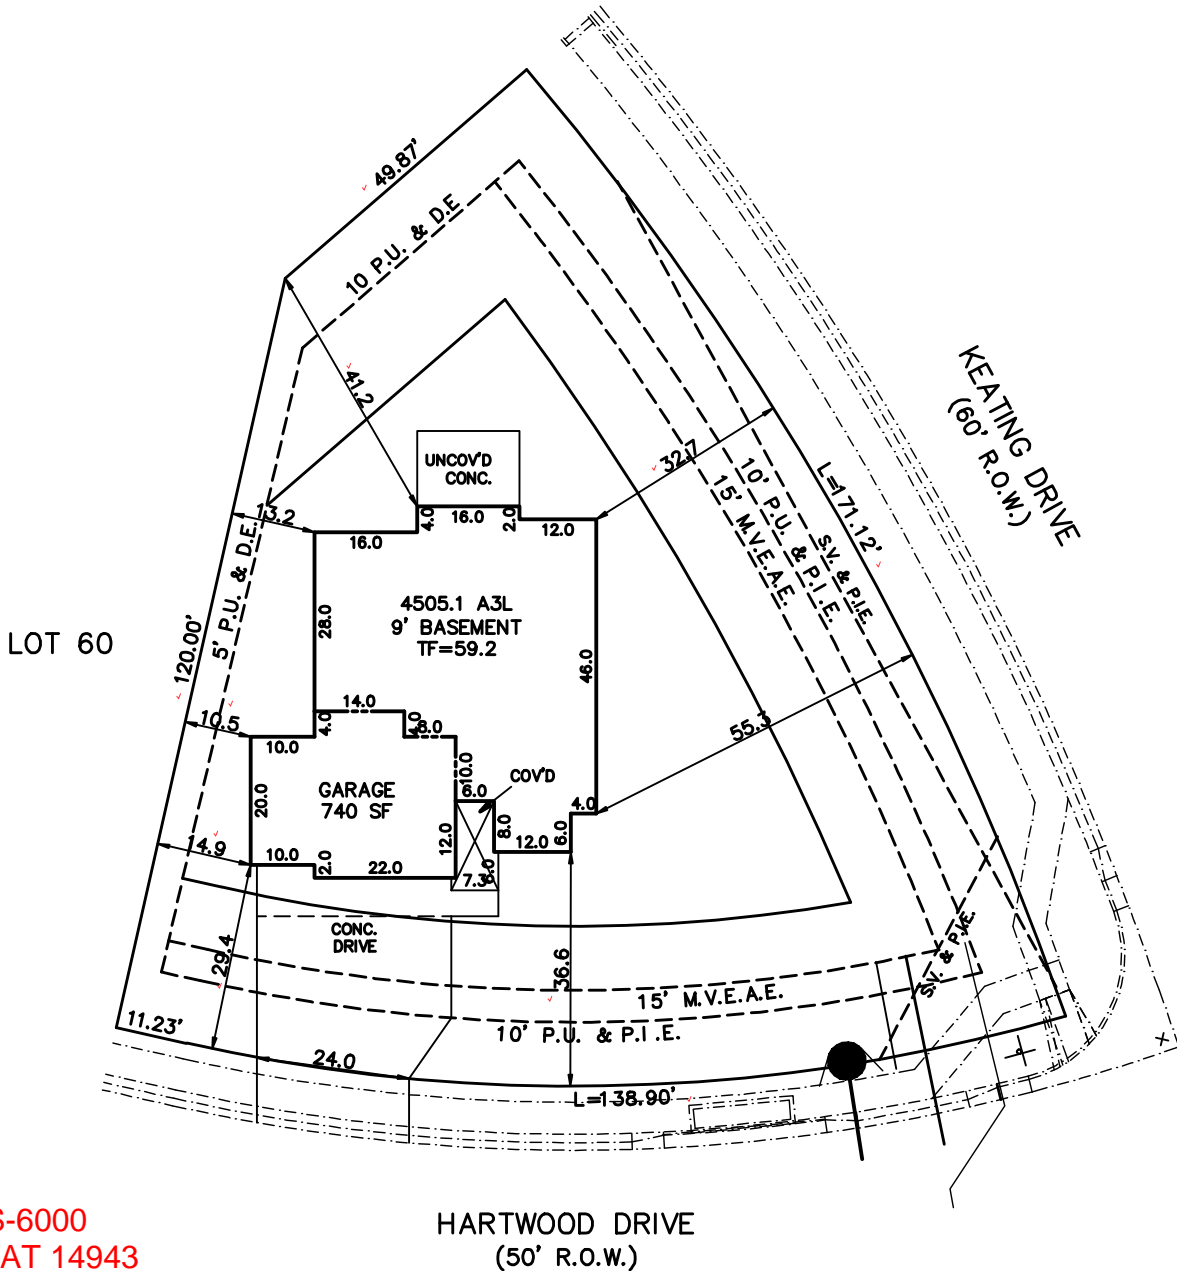 49.87'
10 P.U. & D.E
41.2
KEATING DRIVE
(60' R.O.W.)
UNCOV'D
CONC.
32.7
10' P.U. & P.I.E.
15' M.V.E.A.E.
L=171.12'
S.V. & P.I.E.
13.2
16.0
4.0
16.0
2.0
12.0
5' P.U. & D.E.
28.0
4505.1 A3L
9' BASEMENT
TF=59.2
LOT 60
120.00'
46.0
55.3
10.5
10.0
4.0
14.0
4.0
8.0
10.0
COV'D
6.0
GARAGE
740 SF
20.0
12.0
8.0
4.0
6.0
12.0
14.9
10.0
2.0
22.0
7.3
6.0
CONC.
DRIVE
29.4
36.6
S.V. & P.I.E.
15' M.V.E.A.E.
10' P.U. & P.I.E.
11.23'
24.0
L=138.90'
HARTWOOD DRIVE
(50' R.O.W.)
S-6000
AT 14943